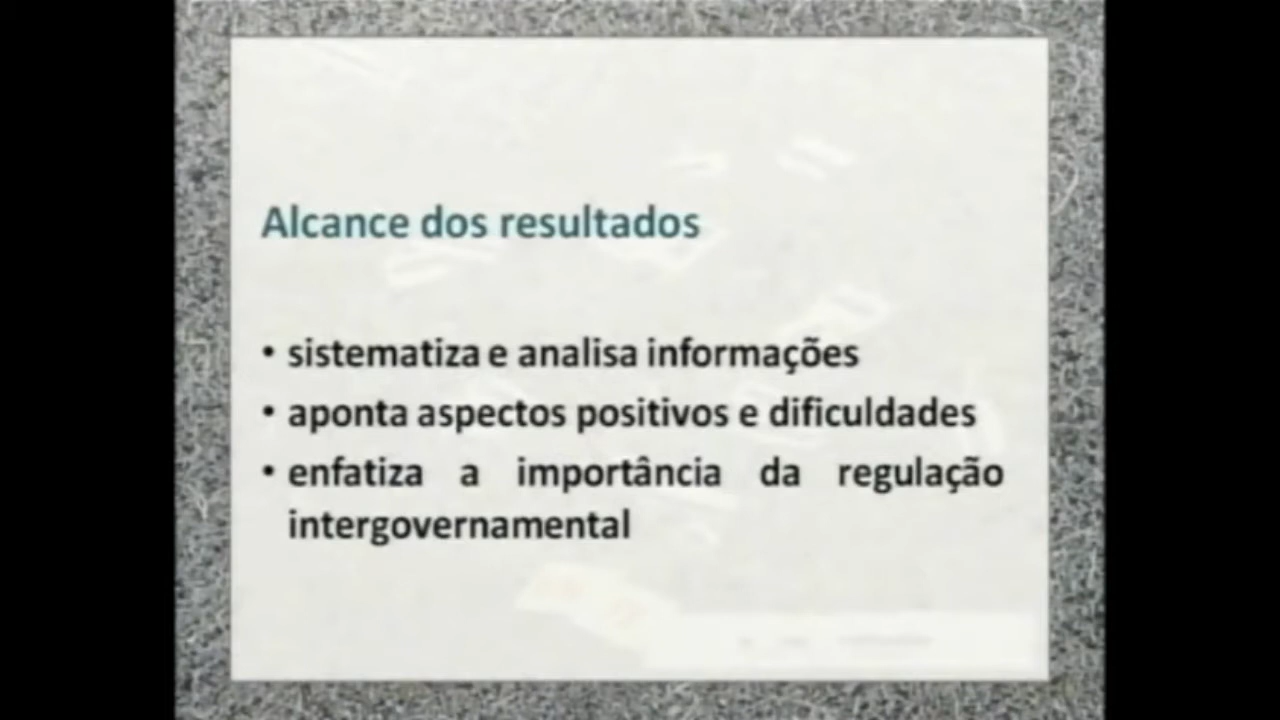 Alcance dos resultados
• sistematiza e analisa informações
• aponta aspectos positivos e dificuldades
• enfatiza a importância da regulação
intergovernamental